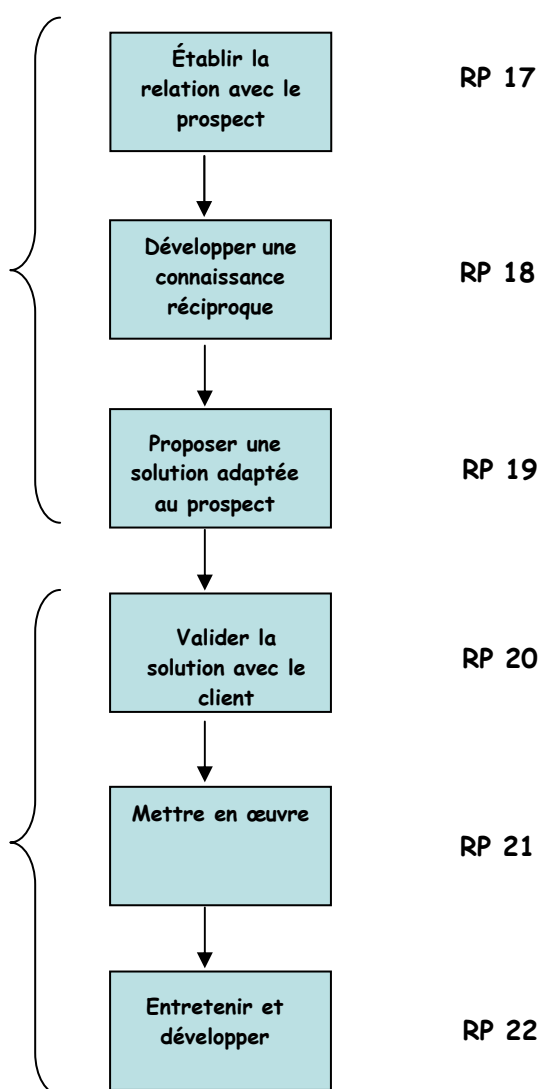 Établir la
relation avec le
prospect
RP 17
Développer une
connaissance
réciproque
RP 18
Proposer une
solution adaptée
au prospect
RP 19
Valider la
solution avec le
client
RP 20
Mettre en œuvre
RP 21
Entretenir et
développer
RP 22